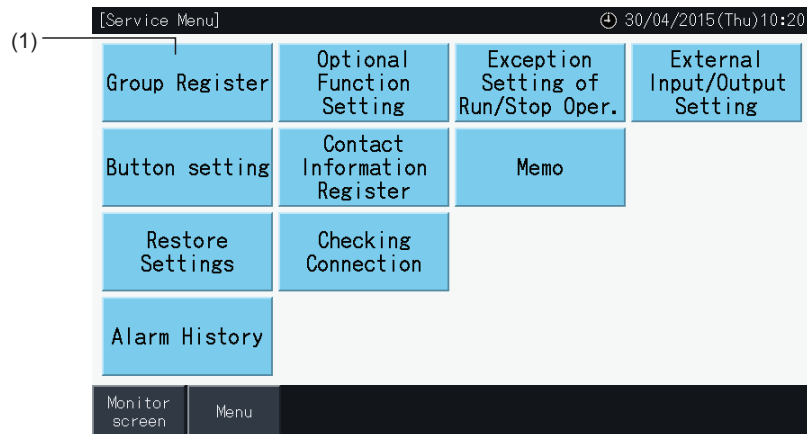 [Service Menu]
30/04/2015(Thu)10:20
(1)
Group Register
Optional
Function
Setting
Exception
Setting of
Run/Stop Oper.
External
Input/Output
Setting
Button setting
Contact
Information
Register
Memo
Restore
Settings
Checking
Connection
Alarm History
Monitor
screen
Menu